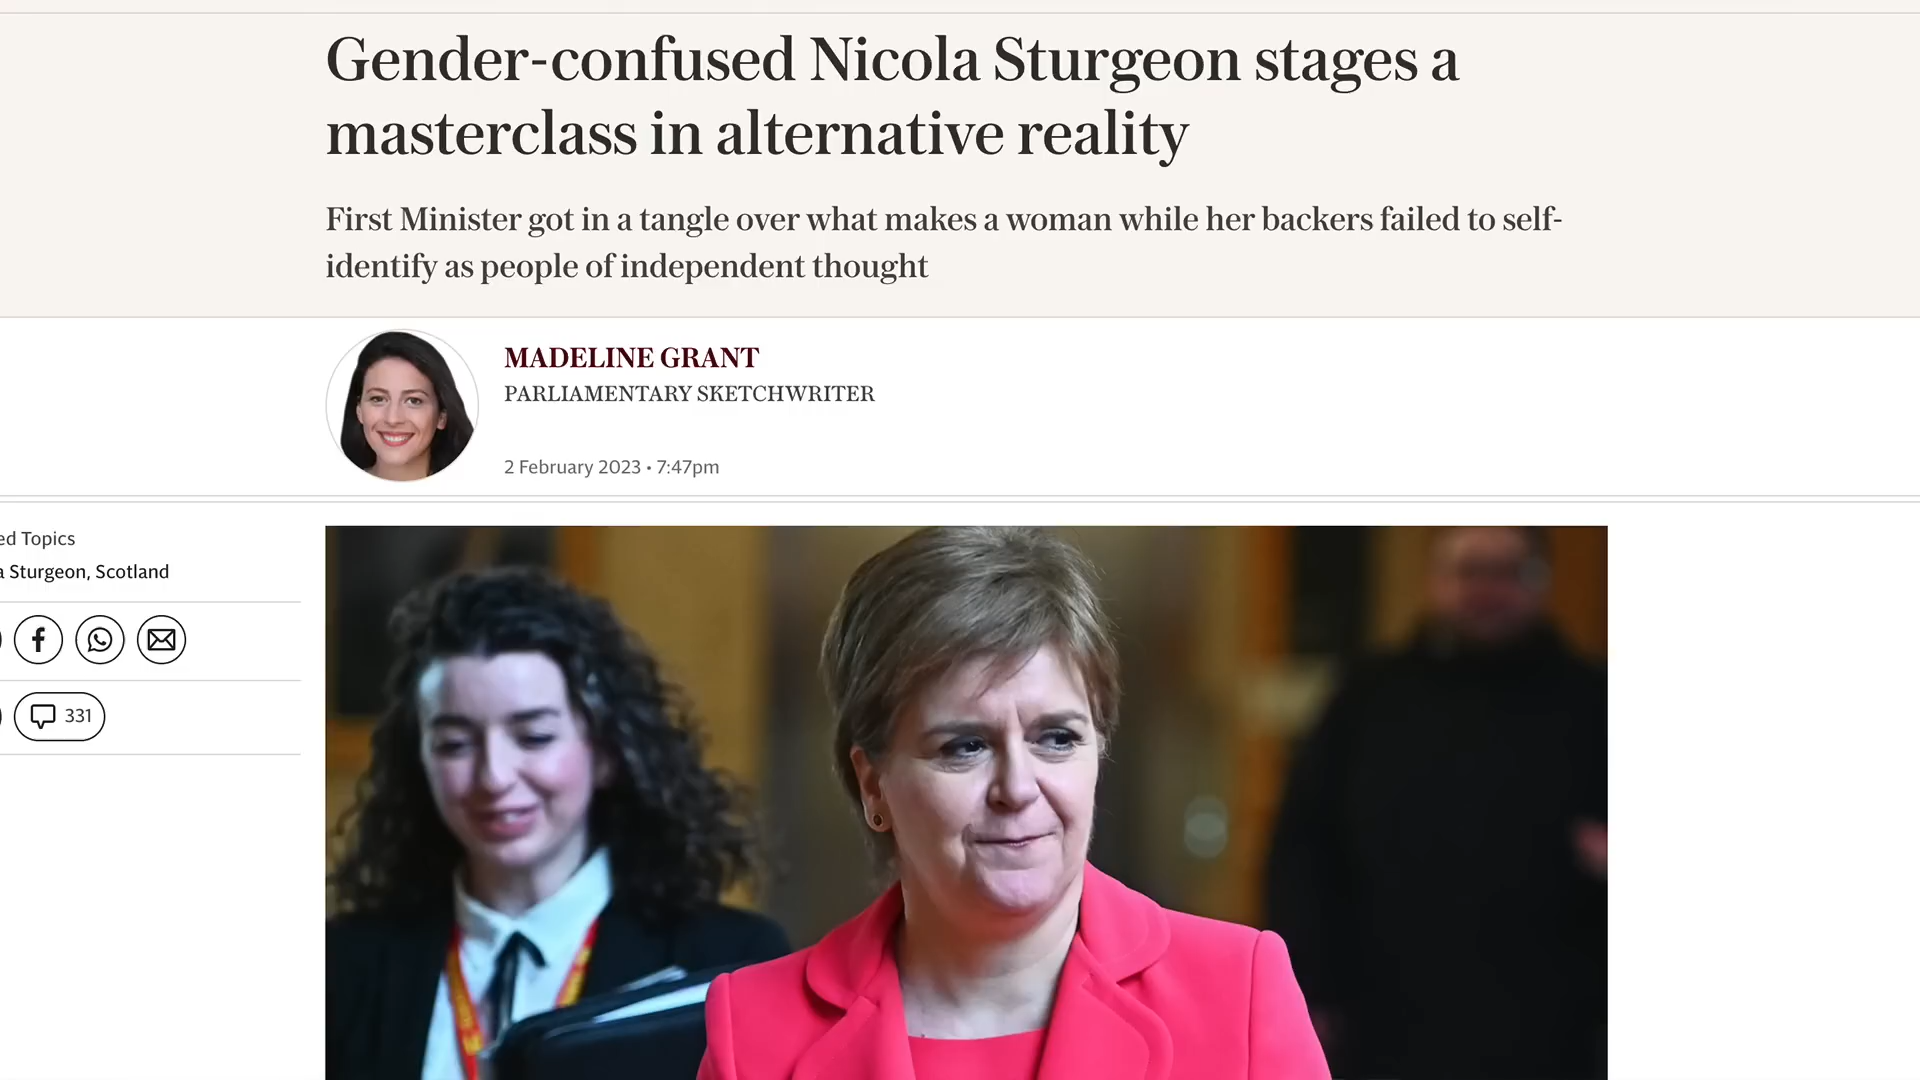 Gender-confused Nicola Sturgeon stages a
masterclass in alternative reality
First Minister got in a tangle over what makes a woman while her backers failed to self-
identify as people of independent thought
MADELINE GRANT
PARLIAMENTARY SKETCHWRITER
2 February 2023 • 7:47pm
ed Topics
a Sturgeon, Scotland
331